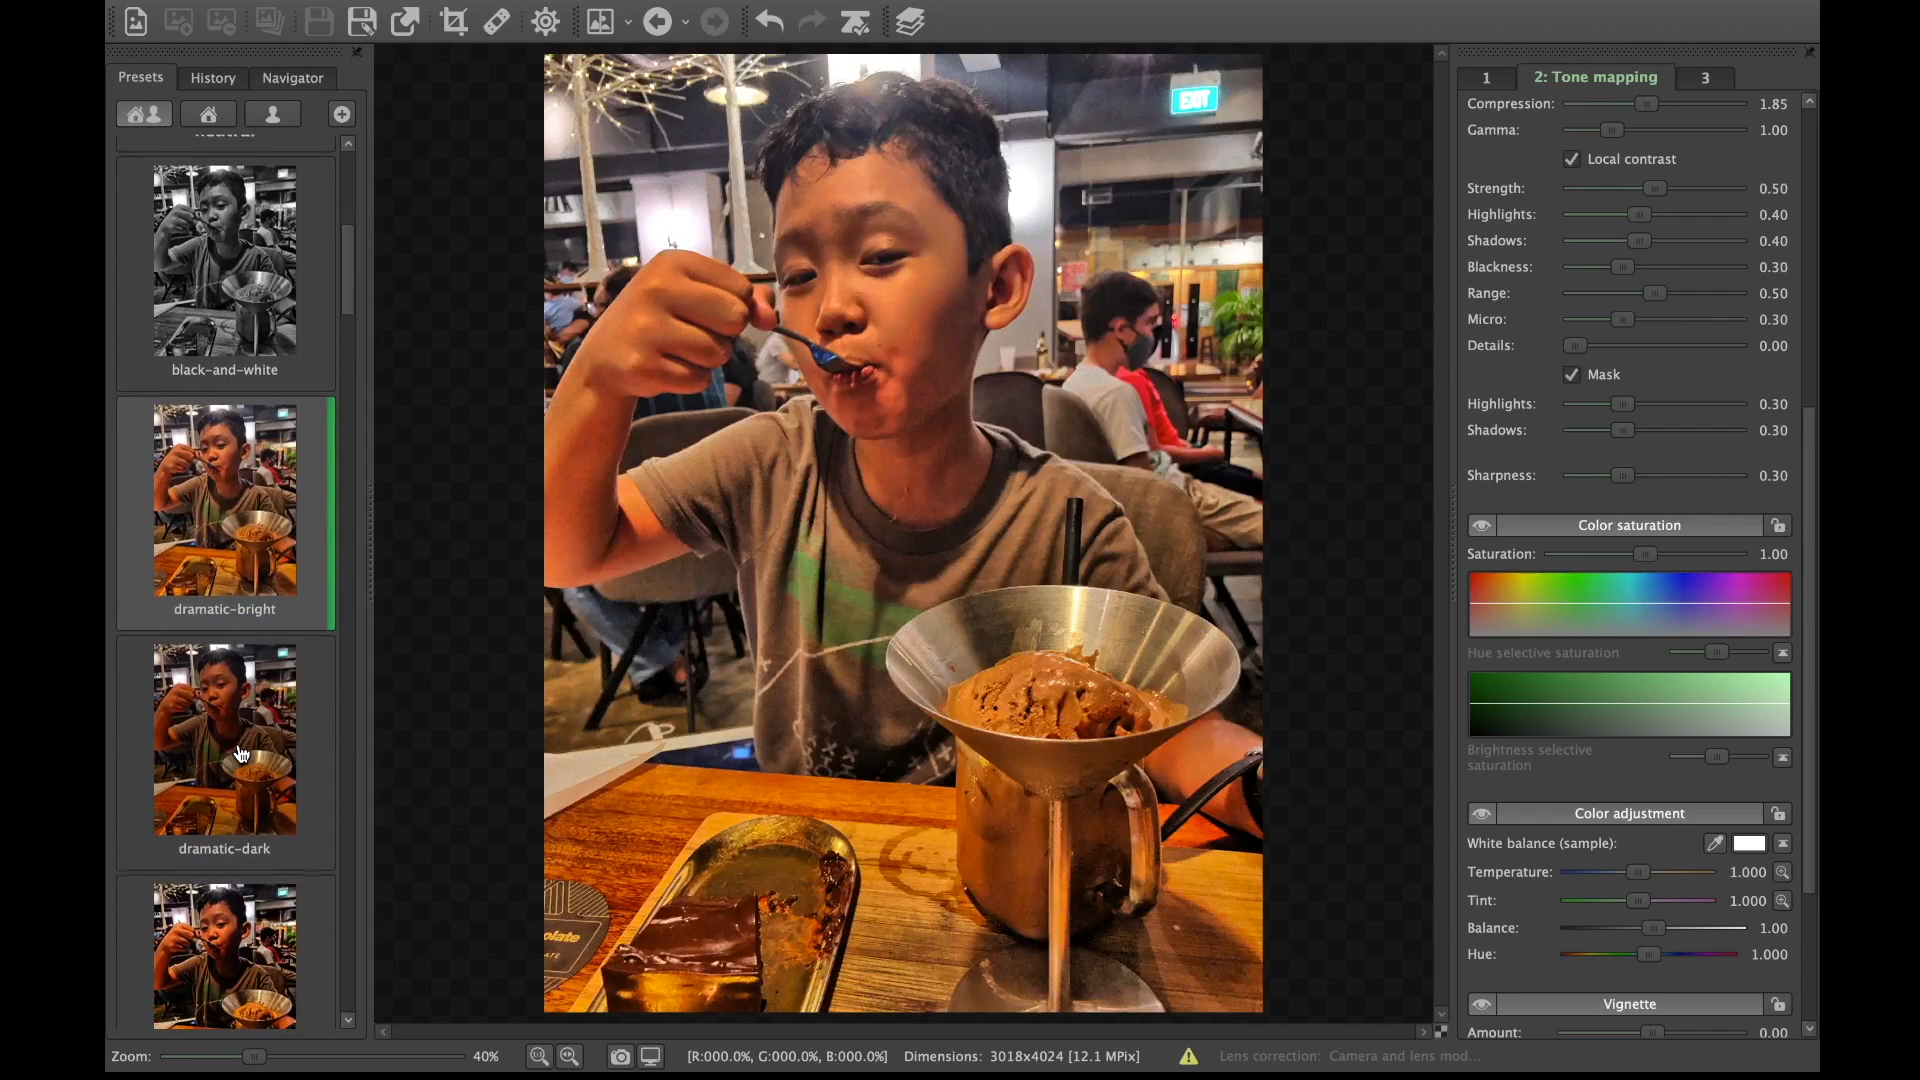 Presets
History
Navigator
neutral
black-and-white
dramatic-bright
dramatic-dark
EXIT
olate
ATE
1
2: Tone mapping
3
Compression: 1.85
Gamma: 1.00
Local contrast
Strength: 0.50
Highlights: 0.40
Shadows: 0.40
Blackness: 0.30
Range: 0.50
Micro: 0.30
Details: 0.00
Mask
Highlights: 0.30
Shadows: 0.30
Sharpness: 0.30
Color saturation
Saturation: 1.00
Hue selective saturation
Brightness selective
saturation
Color adjustment
White balance (sample):
Temperature: 1.000
Tint: 1.000
Balance: 1.00
Hue: 1.000
Vignette
Amount: 0.00
Zoom: 40% 1:1 [R:000.0%, G:000.0%, B:000.0%] Dimensions: 3018x4024 [12.1 MPix] Lens correction: Camera and lens mod...